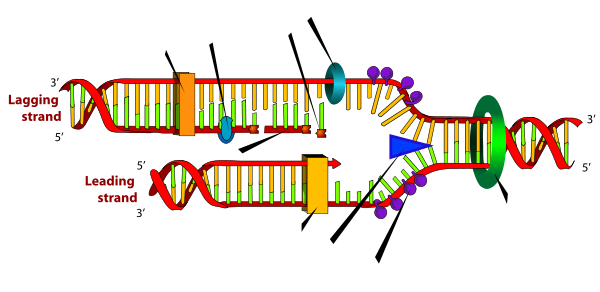 3’
Lagging
strand
5’
3’
5’
5’
Leading
strand
3’